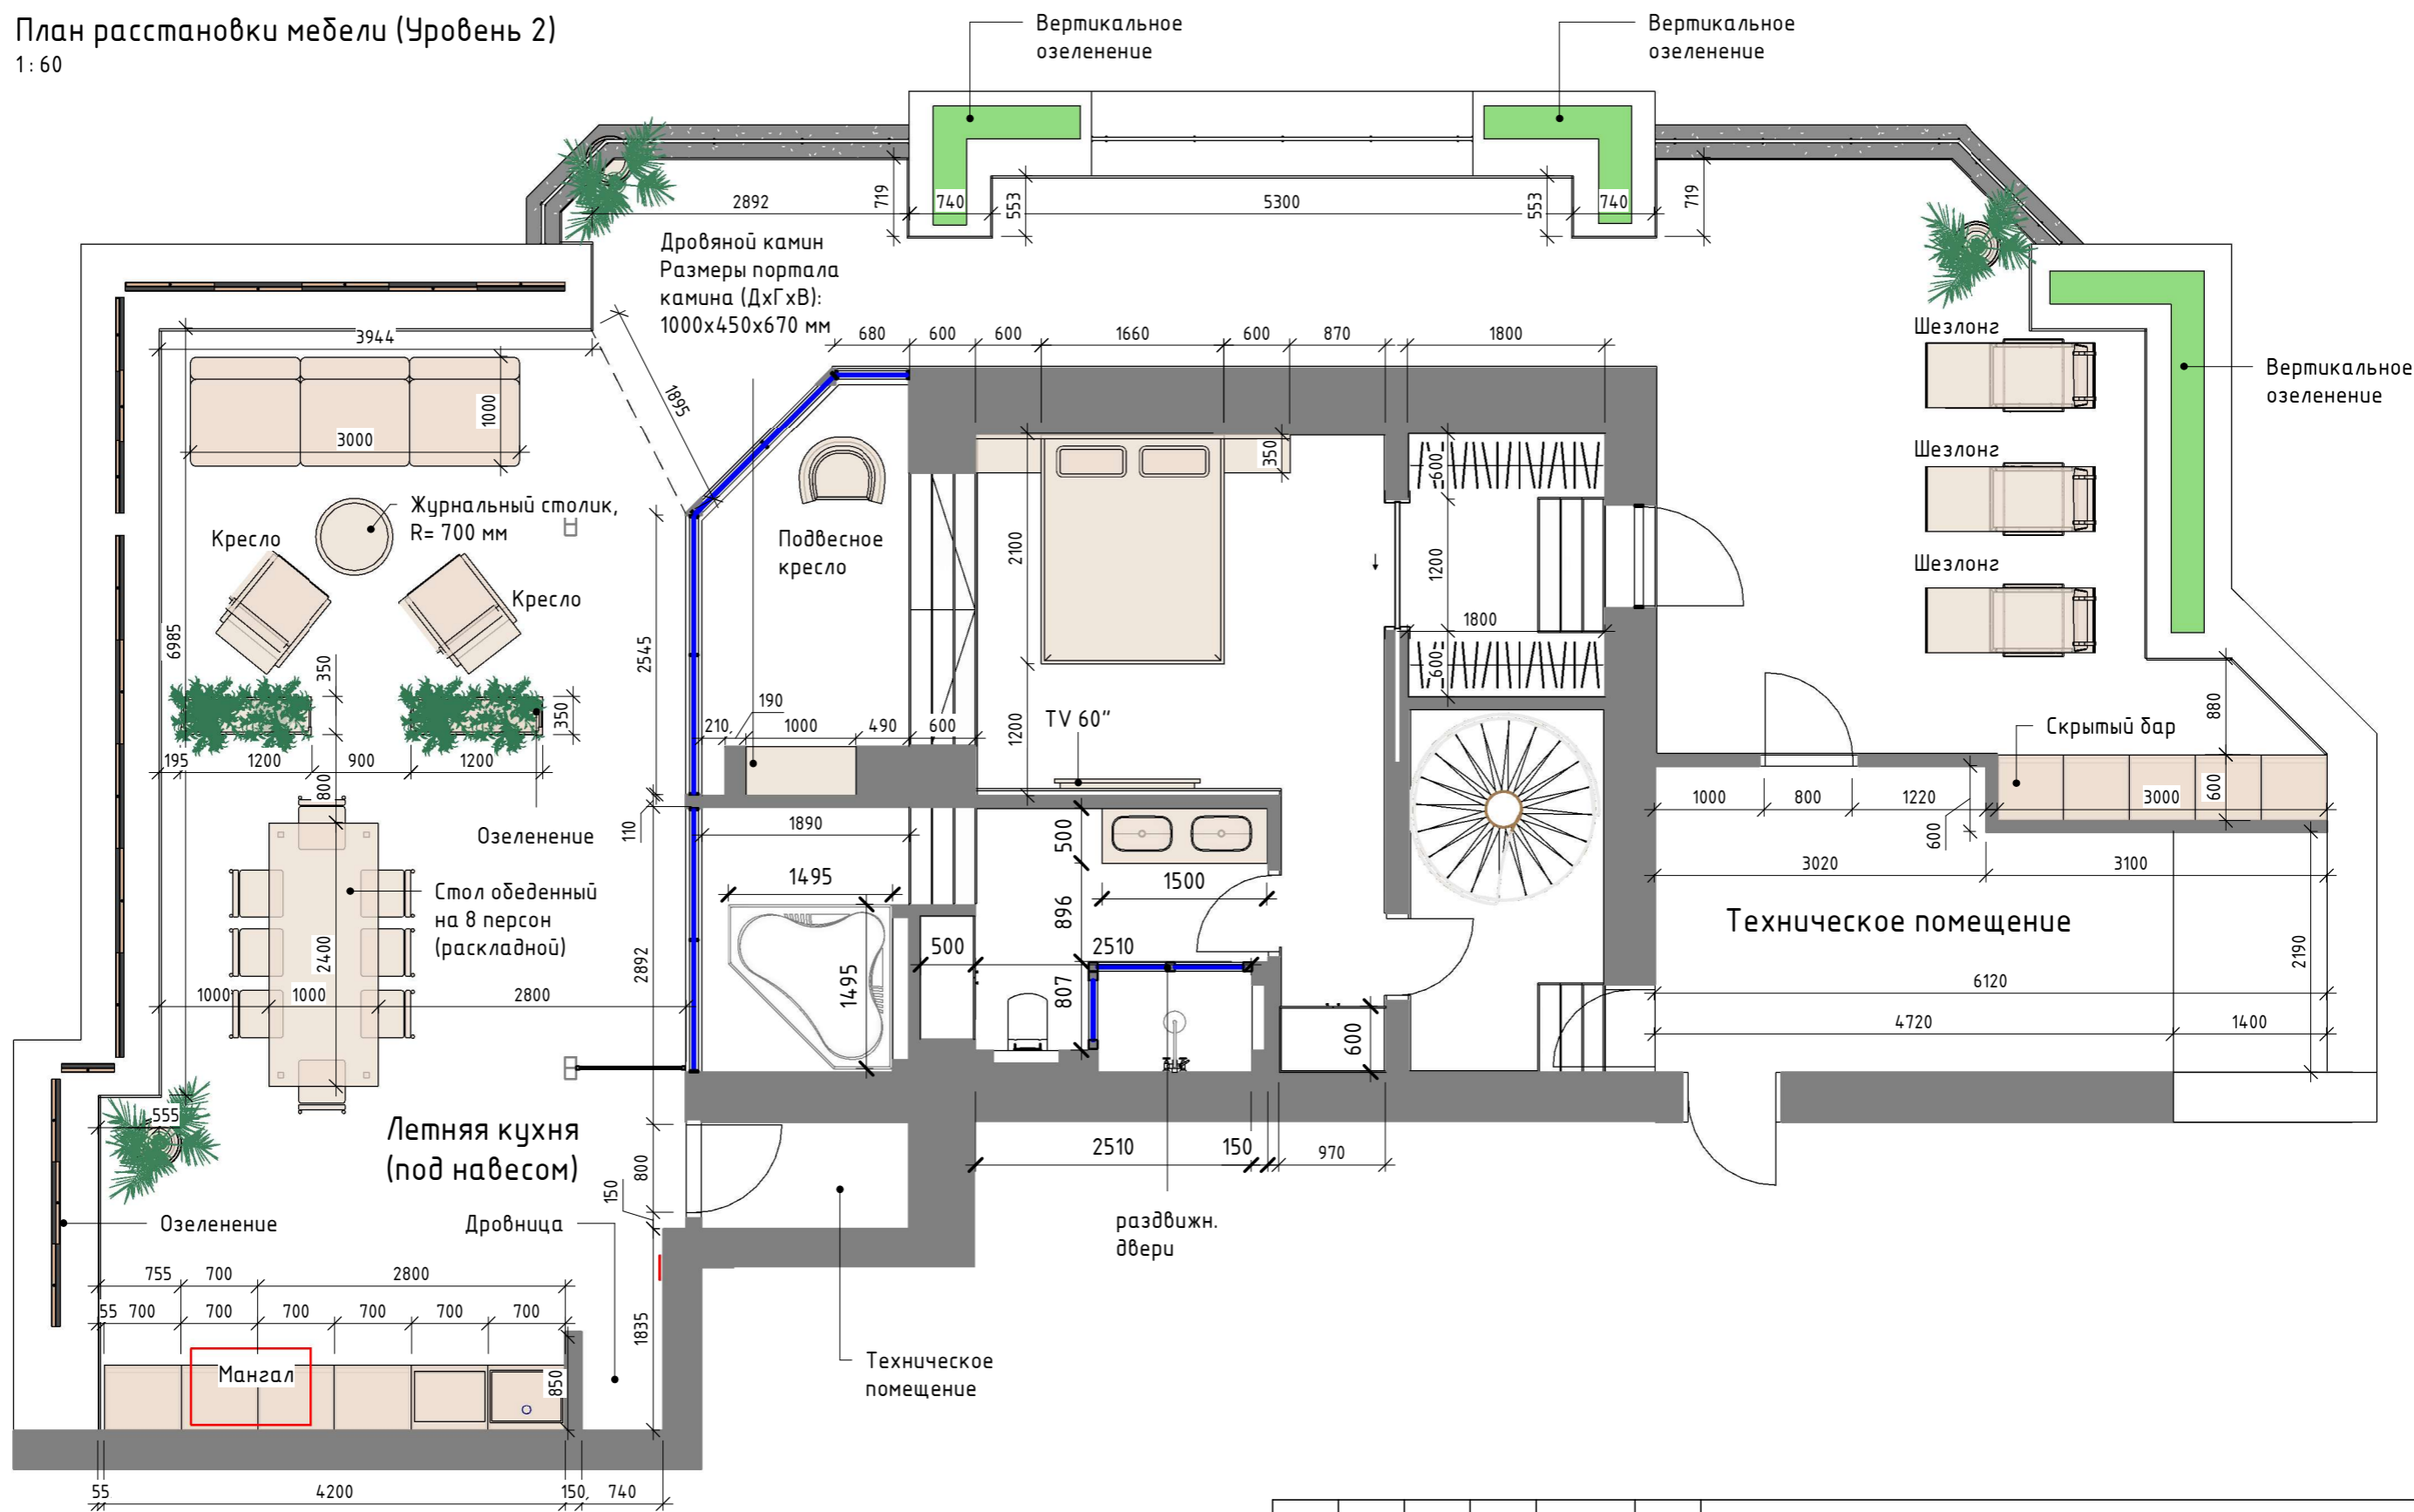 План расстановки мебели (Уровень 2)
1:60
Вертикальное
озеленение
Вертикальное
озеленение
2892
719
740
553
5300
553
740
719
Дровяной камин
Размеры портала
камина (ДхГхВ):
1000x450x670 мм
3944
1895
680
600
600
1660
600
870
1800
Шезлонг
Вертикальное
озеленение
3000
1000
350
600
Шезлонг
Журнальный столик,
R= 700 мм
Кресло
Кресло
Подвесное
кресло
2100
1200
Шезлонг
6985
350
2545
1800
600
350
190
210
1000
490
600
1200
TV 60"
880
Скрытый бар
195
1200
900
1200
800
1000
800
1220
600
3000
600
110
1890
500
Озеленение
3020
3100
1495
1500
Стол обеденный
на 8 персон
(раскладной)
896
2400
2892
500
2510
Техническое помещение
2190
1000
1000
2800
1495
807
600
6120
4720
1400
555
Летняя кухня
(под навесом)
800
150
2510
150
970
Озеленение
Дровница
раздвижн.
двери
755
700
2800
55
700
700
700
700
700
700
1835
Мангал
850
Техническое
помещение
55
4200
150
740